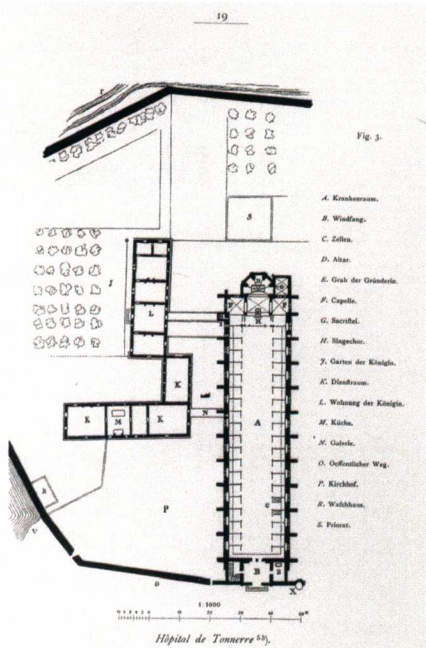 19
Fig. 3.
A. Krankenraum.
B. Windfang.
C. Zellen.
D. Altar.
E. Grab der Gründerin.
F. Capelle.
G. Sacristei.
H. Singechor.
J. Garten der Königin.
K. Dienstraum.
L. Wohnung der Königin.
M. Küche.
N. Galerie.
O. Oeffentlicher Weg.
P. Kirchhof.
R. Waschhaus.
S. Priorat.
r
S
J
L
F
F
K
A
K
M
K
N
P
R
c
v
B
o
X
1:1000
Hôpital de Tonnerre